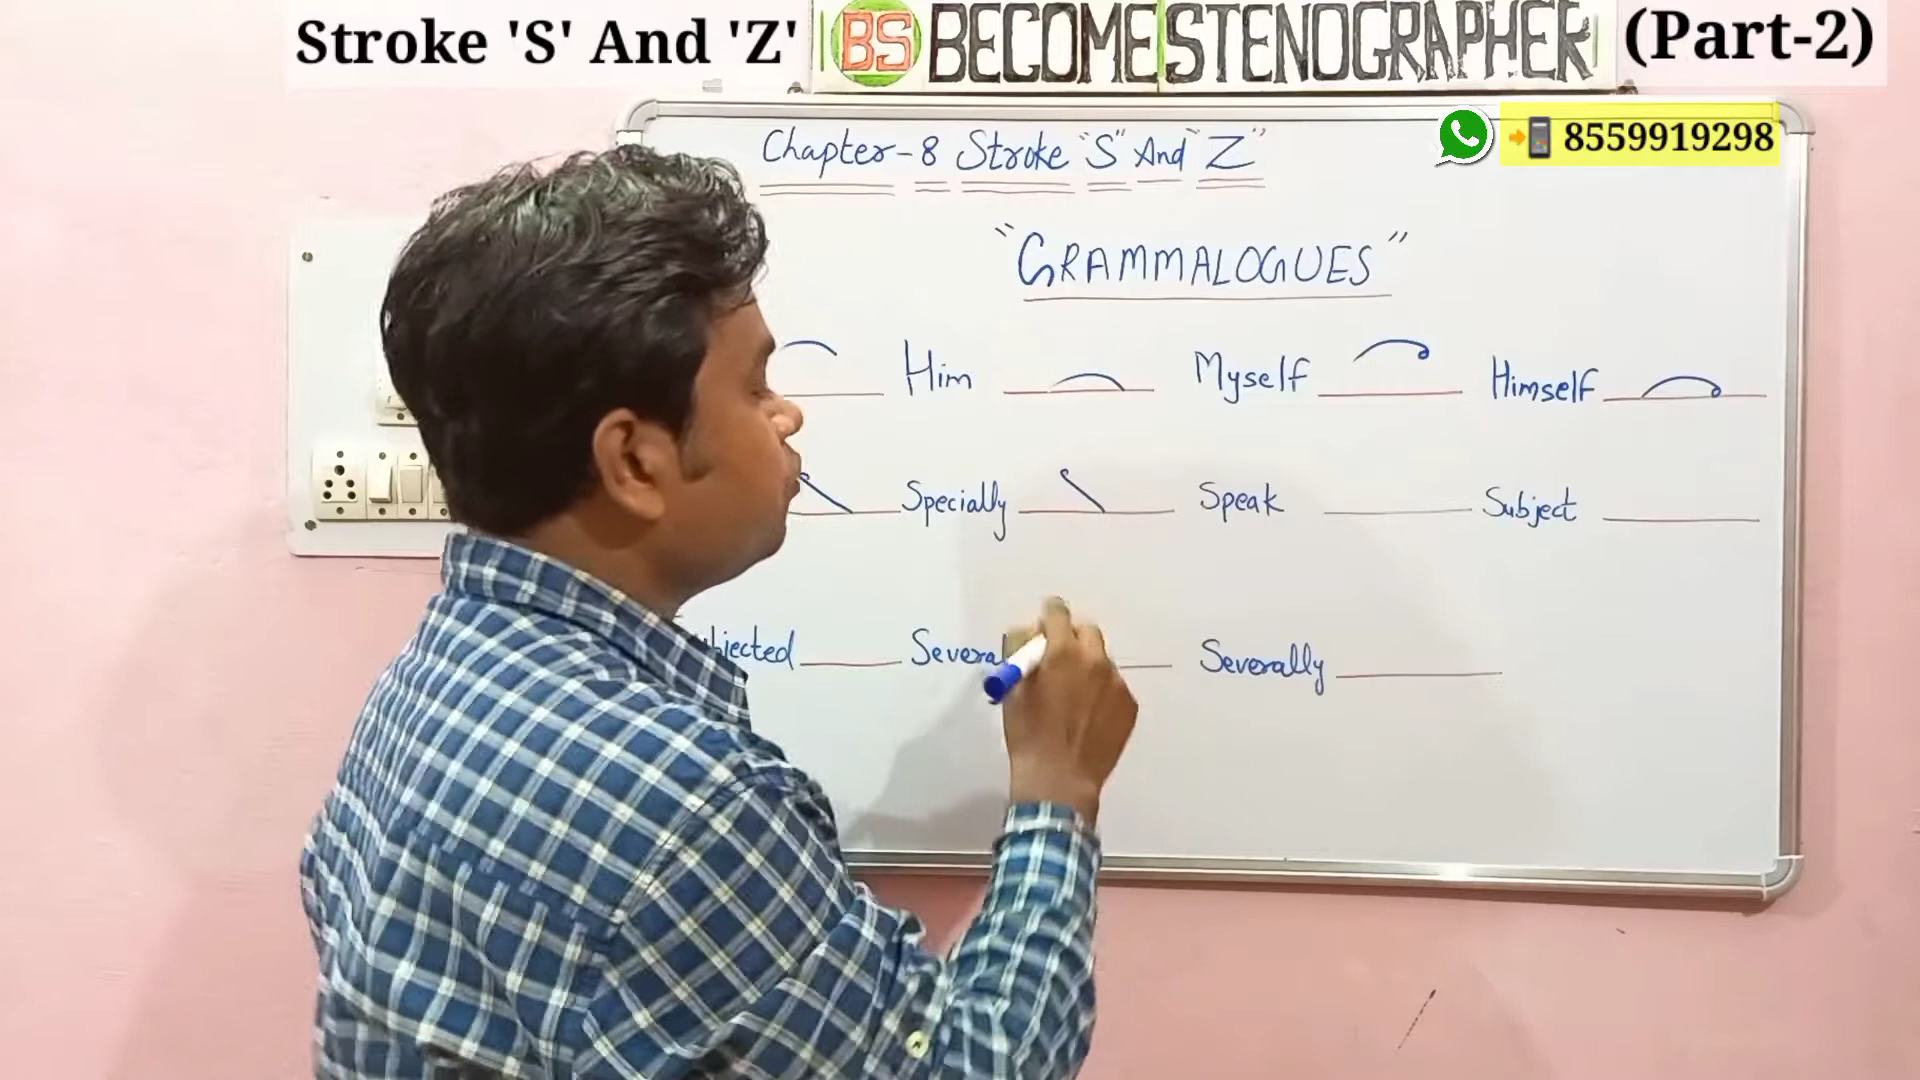 Stroke 'S' And 'Z' BS BECOME STENOGRAPHER (Part-2)
8559919298
Chapter-8 Stroke "S" And "Z"
"GRAMMALOGUES"
Him Myself Himself
Specially Speak Subject
Severally